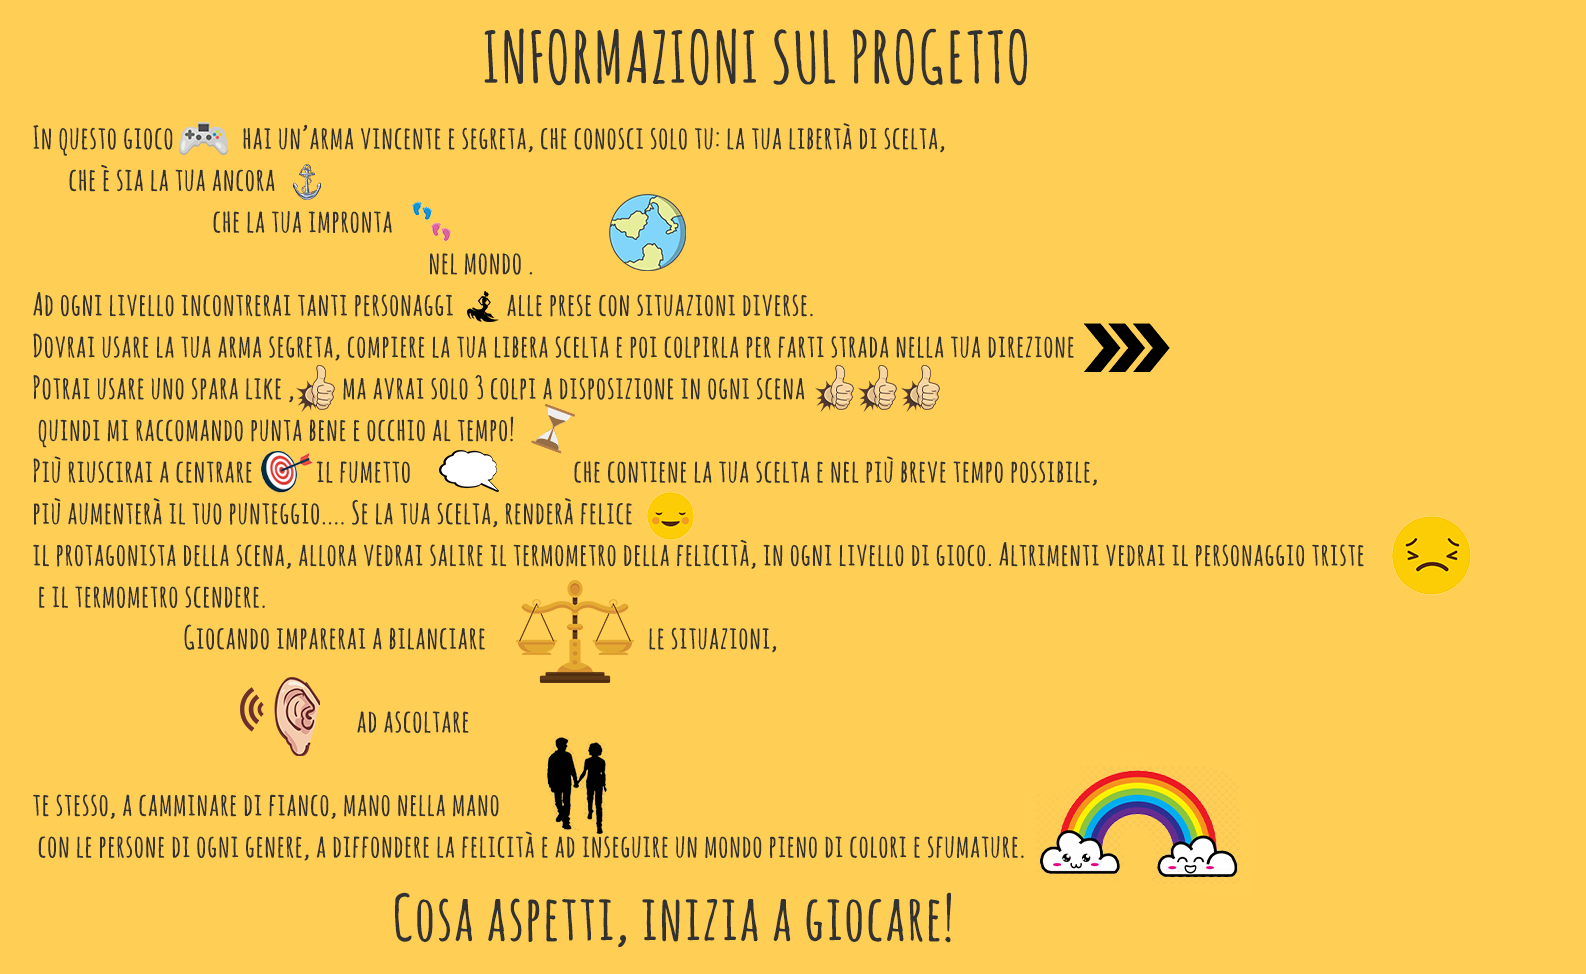 INFORMAZIONI SUL PROGETTO
In questo gioco hai un'arma vincente e segreta, che conosci solo tu: la tua libertà di scelta,
che è sia la tua ancora
che la tua impronta
nel mondo .
Ad ogni livello incontrerai tanti personaggi alle prese con situazioni diverse.
Dovrai usare la tua arma segreta, compiere la tua libera scelta e poi colpirla per farti strada nella tua direzione
Potrai usare uno spara like , ma avrai solo 3 colpi a disposizione in ogni scena
quindi mi raccomando punta bene e occhio al tempo!
Più riuscirai a centrare il fumetto che contiene la tua scelta e nel più breve tempo possibile,
più aumenterà il tuo punteggio.... Se la tua scelta, renderà felice
il protagonista della scena, allora vedrai salire il termometro della felicità, in ogni livello di gioco. Altrimenti vedrai il personaggio triste
e il termometro scendere.
Giocando imparerai a bilanciare le situazioni,
ad ascoltare
te stesso, a camminare di fianco, mano nella mano
con le persone di ogni genere, a diffondere la felicità e ad inseguire un mondo pieno di colori e sfumature.
Cosa aspetti, inizia a giocare!